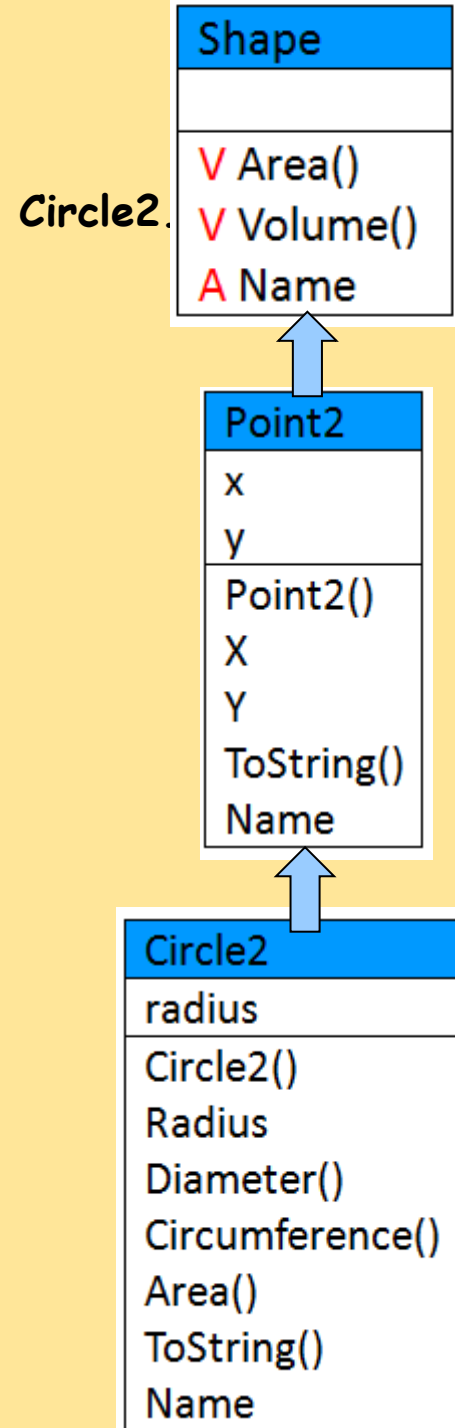 Circle2.
Shape
V Area()
V Volume()
A Name
Point2
x
y
Point2()
X
Y
ToString()
Name
Circle2
radius
Circle2()
Radius
Diameter()
Circumference()
Area()
ToString()
Name